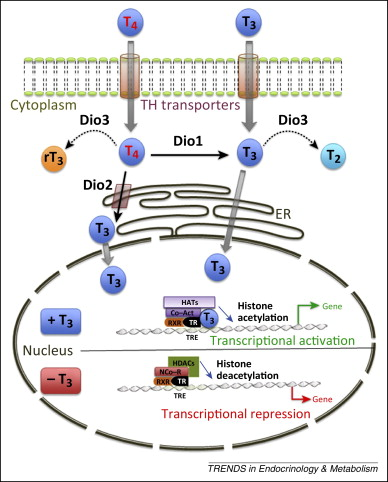 T4
T3
Cytoplasm
TH transporters
Dio3
Dio1
Dio3
rT3
T4
T3
T2
Dio2
T3
ER
T3
T3
+ T3
HATs
Co–Act
T3
RXR
TR
TRE
Histone
acetylation
Gene
Transcriptional activation
Nucleus
– T3
HDACs
NCo–R
RXR
TR
TRE
Histone
deacetylation
Gene
Transcriptional repression
TRENDS in Endocrinology & Metabolism